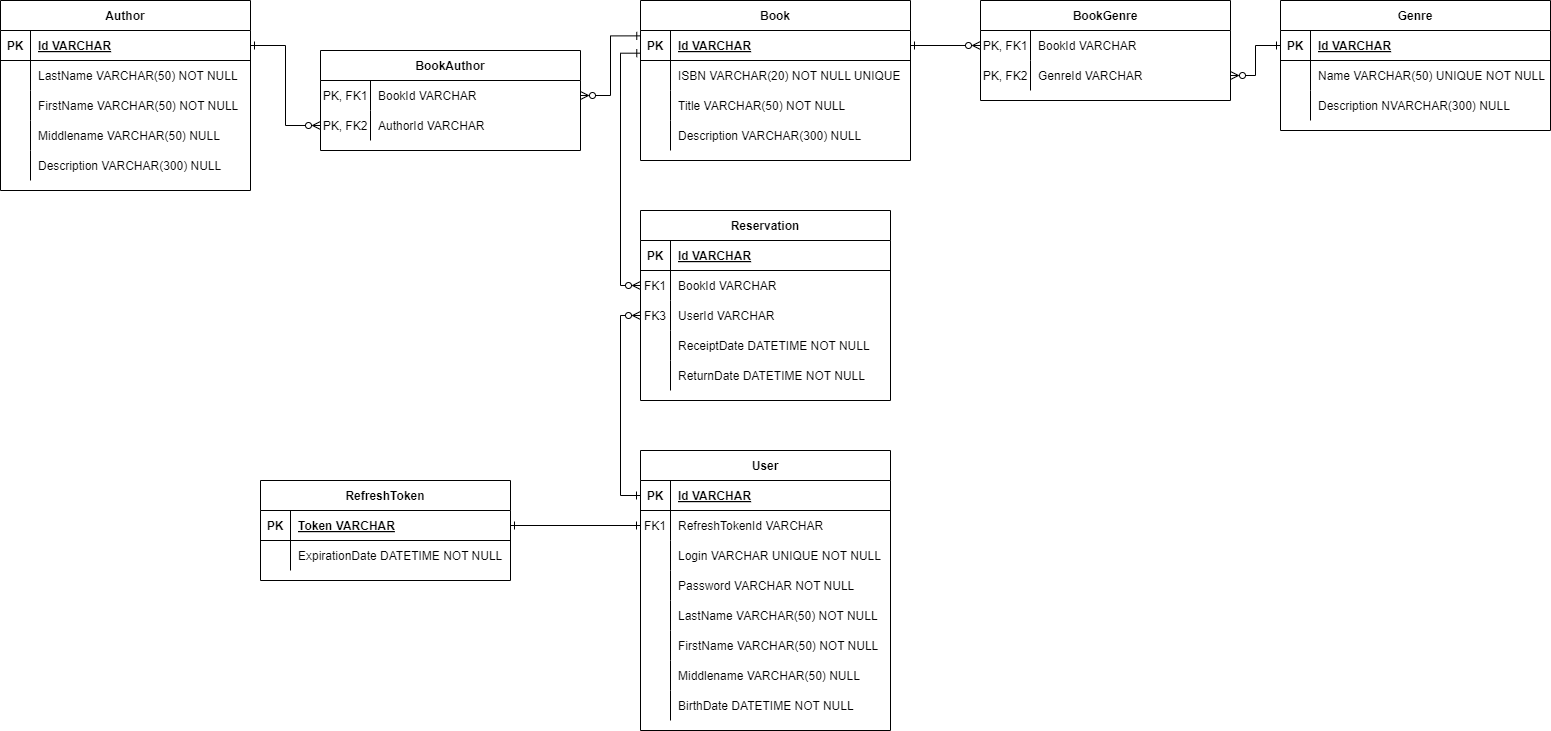 Author
PK Id VARCHAR
LastName VARCHAR(50) NOT NULL
FirstName VARCHAR(50) NOT NULL
Middlename VARCHAR(50) NULL
Description VARCHAR(300) NULL
BookAuthor
PK, FK1 BookId VARCHAR
PK, FK2 AuthorId VARCHAR
Book
PK Id VARCHAR
ISBN VARCHAR(20) NOT NULL UNIQUE
Title VARCHAR(50) NOT NULL
Description VARCHAR(300) NULL
BookGenre
PK, FK1 BookId VARCHAR
PK, FK2 GenreId VARCHAR
Genre
PK Id VARCHAR
Name VARCHAR(50) UNIQUE NOT NULL
Description NVARCHAR(300) NULL
Reservation
PK Id VARCHAR
FK1 BookId VARCHAR
FK3 UserId VARCHAR
ReceiptDate DATETIME NOT NULL
ReturnDate DATETIME NOT NULL
RefreshToken
PK Token VARCHAR
ExpirationDate DATETIME NOT NULL
User
PK Id VARCHAR
FK1 RefreshTokenId VARCHAR
Login VARCHAR UNIQUE NOT NULL
Password VARCHAR NOT NULL
LastName VARCHAR(50) NOT NULL
FirstName VARCHAR(50) NOT NULL
Middlename VARCHAR(50) NULL
BirthDate DATETIME NOT NULL